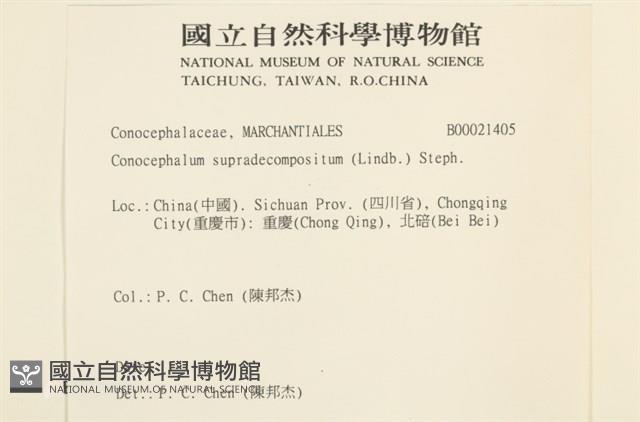 國立自然科學博物館
NATIONAL MUSEUM OF NATURAL SCIENCE
TAICHUNG, TAIWAN, R.O.CHINA
Conocephalaceae, MARCHANTIALES B00021405
Conocephalum supradecompositum (Lindb.) Steph.
Loc.: China(中國). Sichuan Prov. (四川省), Chongqing
City(重慶市): 重慶(Chong Qing), 北碚(Bei Bei)
Col.: P. C. Chen (陳邦杰)
國立自然科學博物館
NATIONAL MUSEUM OF NATURAL SCIENCE
Det.: P. C. Chen (陳邦杰)